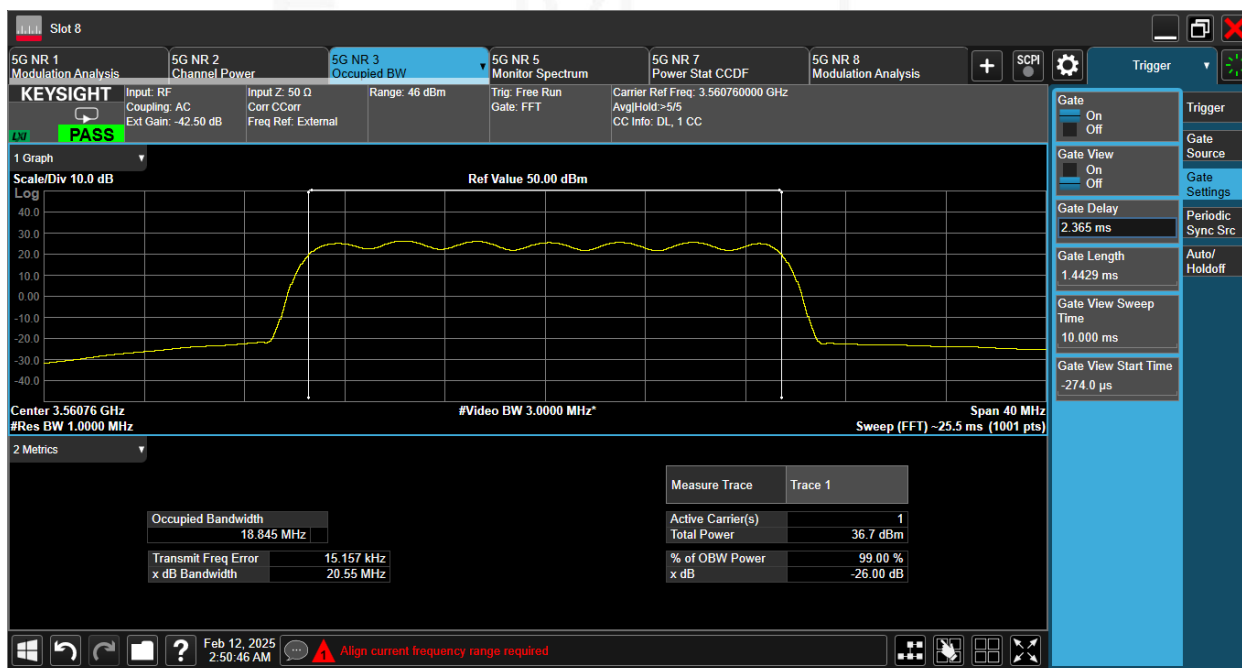 Slot 8
5G NR 1
Modulation Analysis
5G NR 2
Channel Power
5G NR 3
Occupied BW
5G NR 5
Monitor Spectrum
5G NR 7
Power Stat CCDF
5G NR 8
Modulation Analysis
+
SCPI
Trigger
KEYSIGHT
LXI
PASS
Input: RF
Coupling: AC
Ext Gain: -42.50 dB
Input Z: 50 Ω
Corr CCorr
Freq Ref: External
Range: 46 dBm
Trig: Free Run
Gate: FFT
Carrier Ref Freq: 3.560760000 GHz
Avg|Hold:>5/5
CC Info: DL, 1 CC
1 Graph
Scale/Div 10.0 dB
Ref Value 50.00 dBm
Log
40.0
30.0
20.0
10.0
0.00
-10.0
-20.0
-30.0
-40.0
Center 3.56076 GHz
#Video BW 3.0000 MHz*
Span 40 MHz
#Res BW 1.0000 MHz
Sweep (FFT) ~25.5 ms (1001 pts)
2 Metrics
Measure Trace Trace 1
Occupied Bandwidth
18.845 MHz
Active Carrier(s) 1
Total Power 36.7 dBm
Transmit Freq Error 15.157 kHz
x dB Bandwidth 20.55 MHz
% of OBW Power 99.00 %
x dB -26.00 dB
Gate
On
Off
Gate View
On
Off
Gate Delay
2.365 ms
Gate Length
1.4429 ms
Gate View Sweep
Time
10.000 ms
Gate View Start Time
-274.0 µs
Trigger
Gate
Source
Gate
Settings
Periodic
Sync Src
Auto/
Holdoff
?
Feb 12, 2025
2:50:46 AM
1
Align current frequency range required